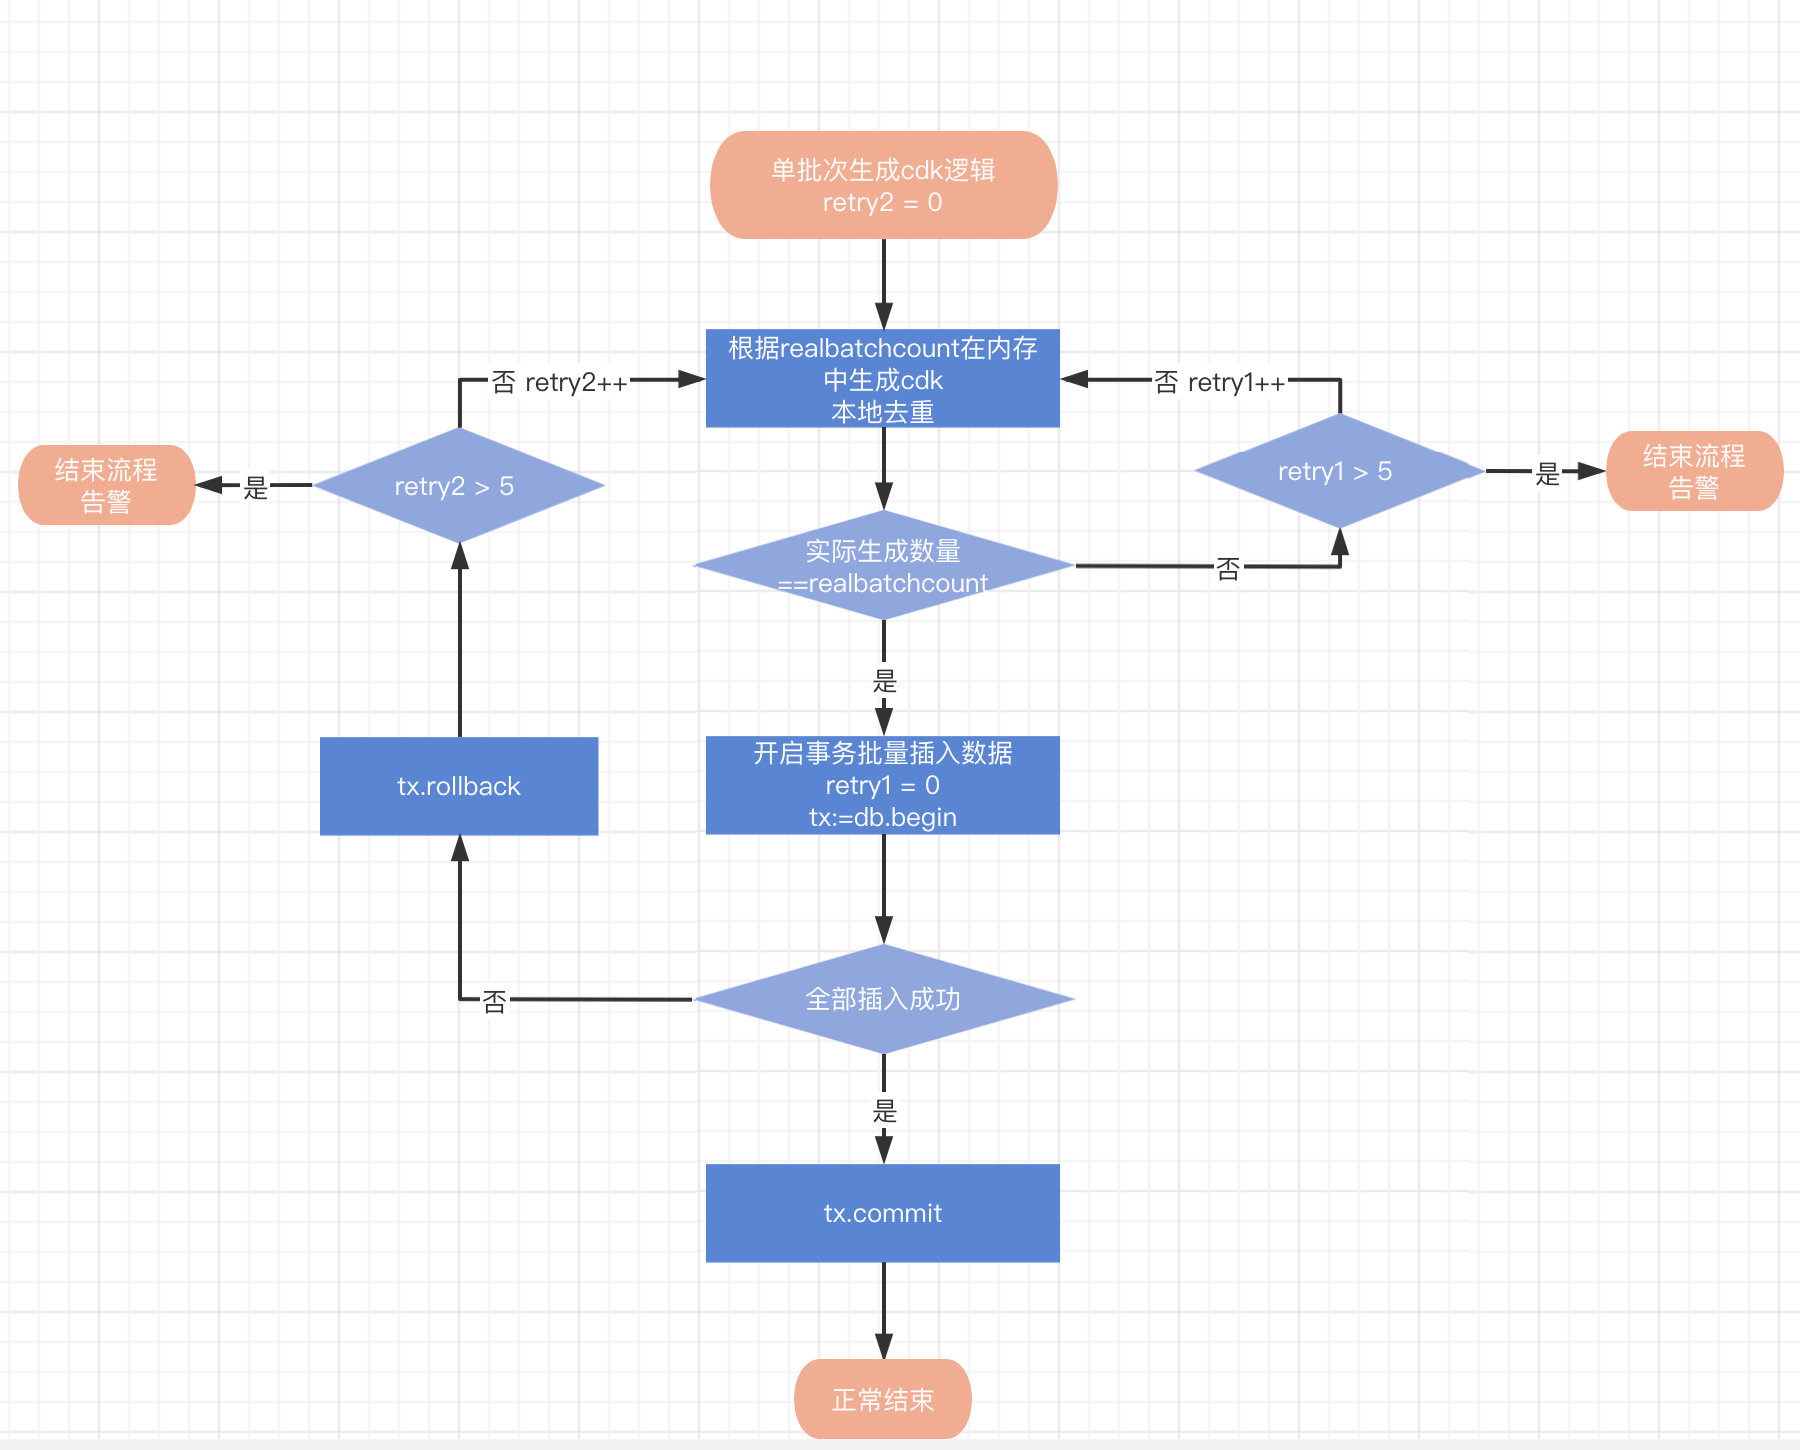 单批次生成cdk逻辑
retry2 = 0
根据realbatchcount在内存
中生成cdk
本地去重
否 retry2++
否 retry1++
结束流程
告警
是
retry2 > 5
retry1 > 5
是
结束流程
告警
实际生成数量
==realbatchcount
否
是
tx.rollback
开启事务批量插入数据
retry1 = 0
tx:=db.begin
否
全部插入成功
是
tx.commit
正常结束